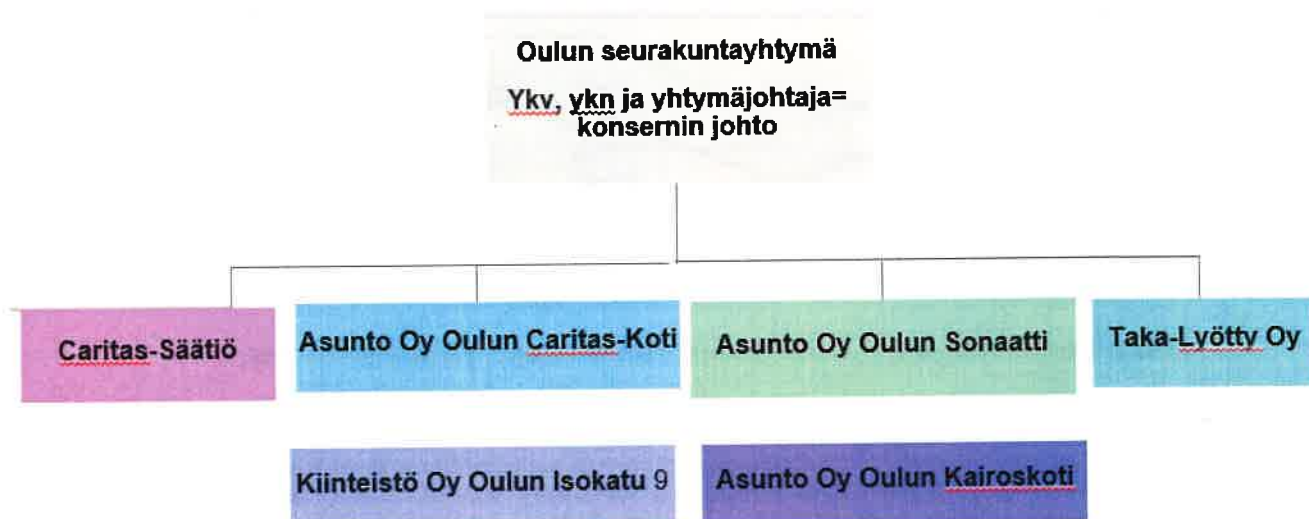 Oulun seurakuntayhtymä
Ykv, ykn ja yhtymäjohtaja=
konsernin johto
Caritas-Säätiö
Asunto Oy Oulun Caritas-Koti
Asunto Oy Oulun Sonaatti
Taka-Lyötty Oy
Kiinteistö Oy Oulun Isokatu 9
Asunto Oy Oulun Kairoskoti